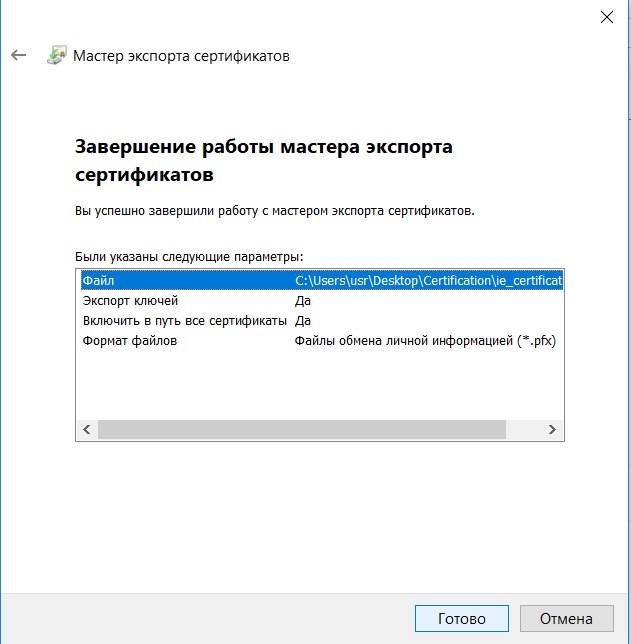 Мастер экспорта сертификатов
Завершение работы мастера экспорта
сертификатов
Вы успешно завершили работу с мастером экспорта сертификатов.
Были указаны следующие параметры:
Файл C:\Users\usr\Desktop\Certification\ie_certificat
Экспорт ключей Да
Включить в путь все сертификаты Да
Формат файлов Файлы обмена личной информацией (*.pfx)
Готово Отмена